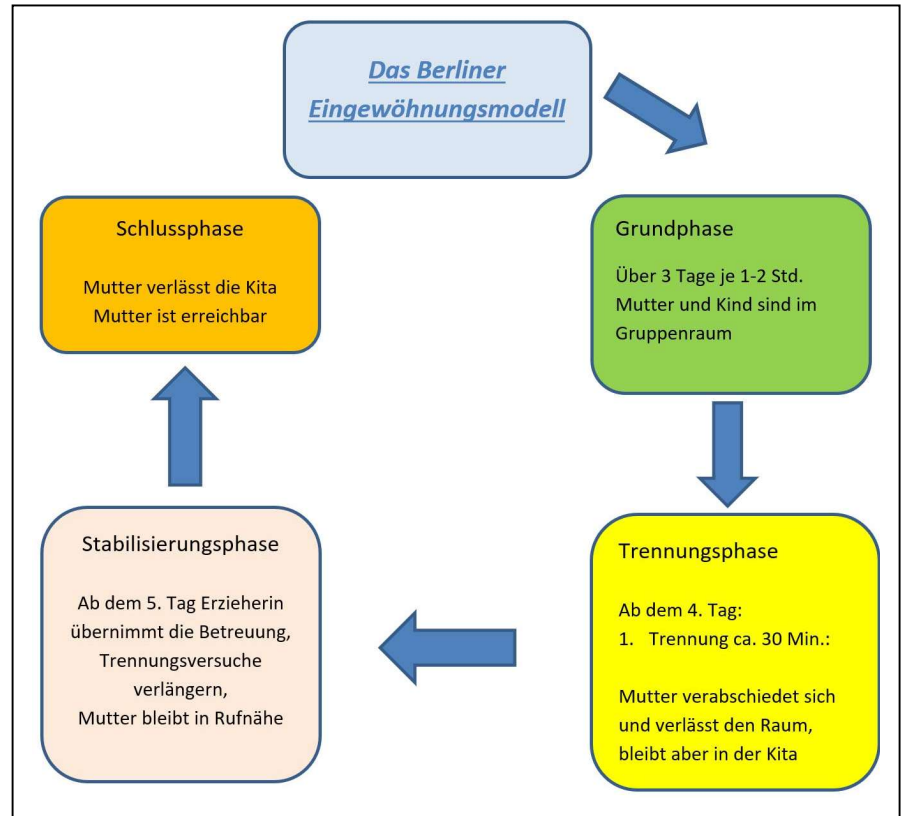 Das Berliner
Eingewöhnungsmodell
Grundphase
Über 3 Tage je 1-2 Std.
Mutter und Kind sind im
Gruppenraum
Trennungsphase
Ab dem 4. Tag:
1. Trennung ca. 30 Min.:
Mutter verabschiedet sich
und verlässt den Raum,
bleibt aber in der Kita
Stabilisierungsphase
Ab dem 5. Tag Erzieherin
übernimmt die Betreuung,
Trennungsversuche
verlängern,
Mutter bleibt in Rufnähe
Schlussphase
Mutter verlässt die Kita
Mutter ist erreichbar